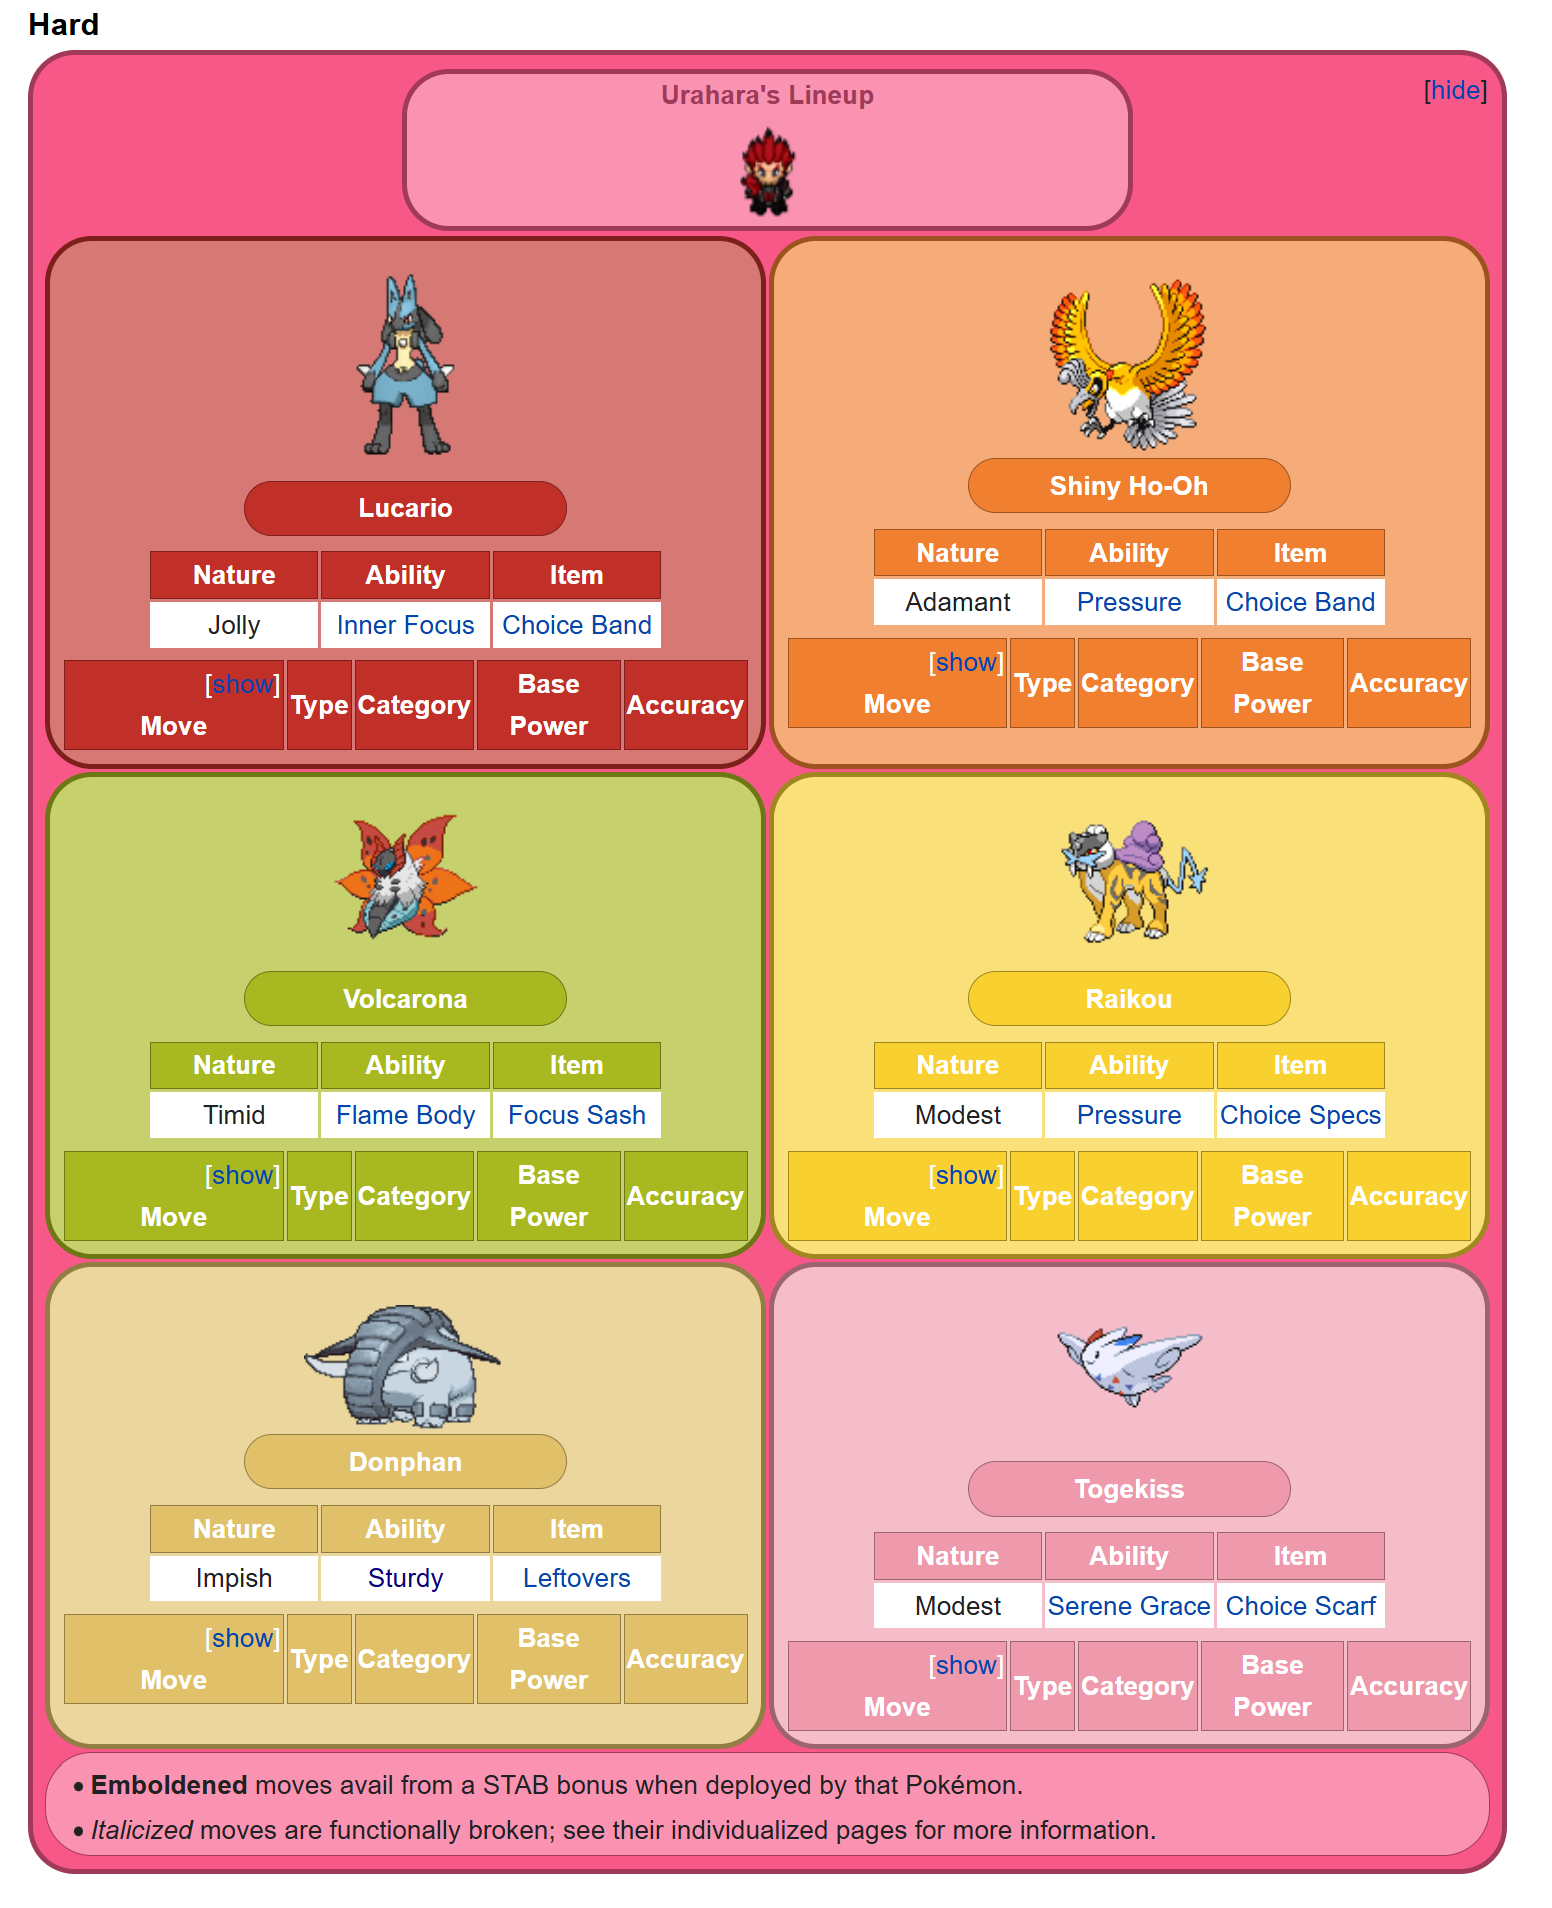 Hard
Urahara's Lineup
[hide]
Lucario
Nature Ability Item
Jolly Inner Focus Choice Band
[show]
Move Type Category Base Power Accuracy
Shiny Ho-Oh
Nature Ability Item
Adamant Pressure Choice Band
[show]
Move Type Category Base Power Accuracy
Volcarona
Nature Ability Item
Timid Flame Body Focus Sash
[show]
Move Type Category Base Power Accuracy
Raikou
Nature Ability Item
Modest Pressure Choice Specs
[show]
Move Type Category Base Power Accuracy
Donphan
Nature Ability Item
Impish Sturdy Leftovers
[show]
Move Type Category Base Power Accuracy
Togekiss
Nature Ability Item
Modest Serene Grace Choice Scarf
[show]
Move Type Category Base Power Accuracy
• Emboldened moves avail from a STAB bonus when deployed by that Pokémon.
• Italicized moves are functionally broken; see their individualized pages for more information.